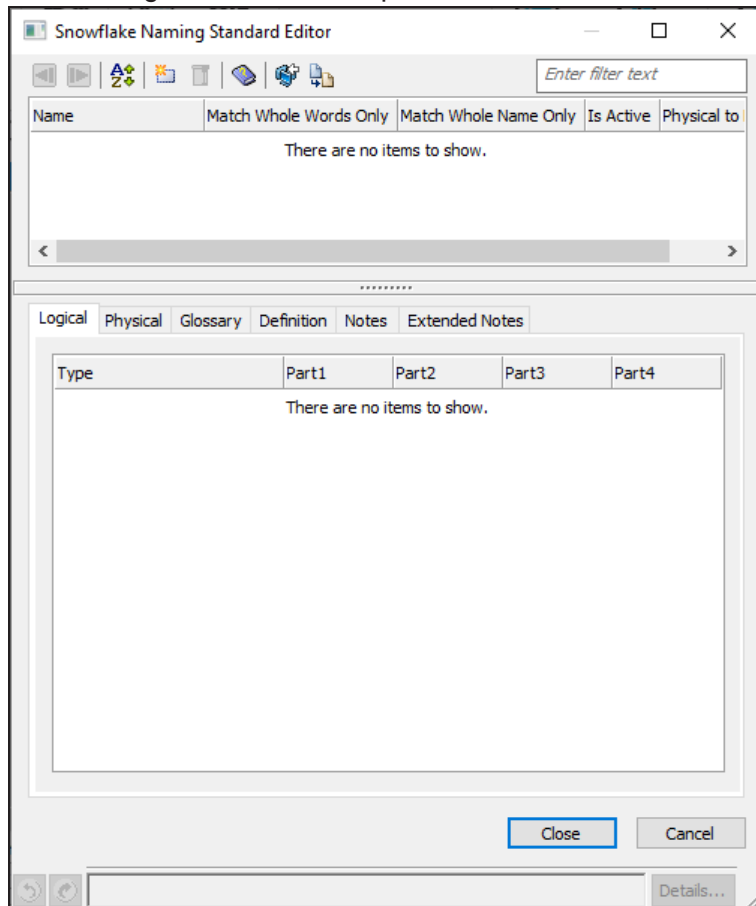 Snowflake Naming Standard Editor
Enter filter text
Name Match Whole Words Only Match Whole Name Only Is Active Physical to
There are no items to show.
Logical Physical Glossary Definition Notes Extended Notes
Type Part1 Part2 Part3 Part4
There are no items to show.
Close Cancel
Details...